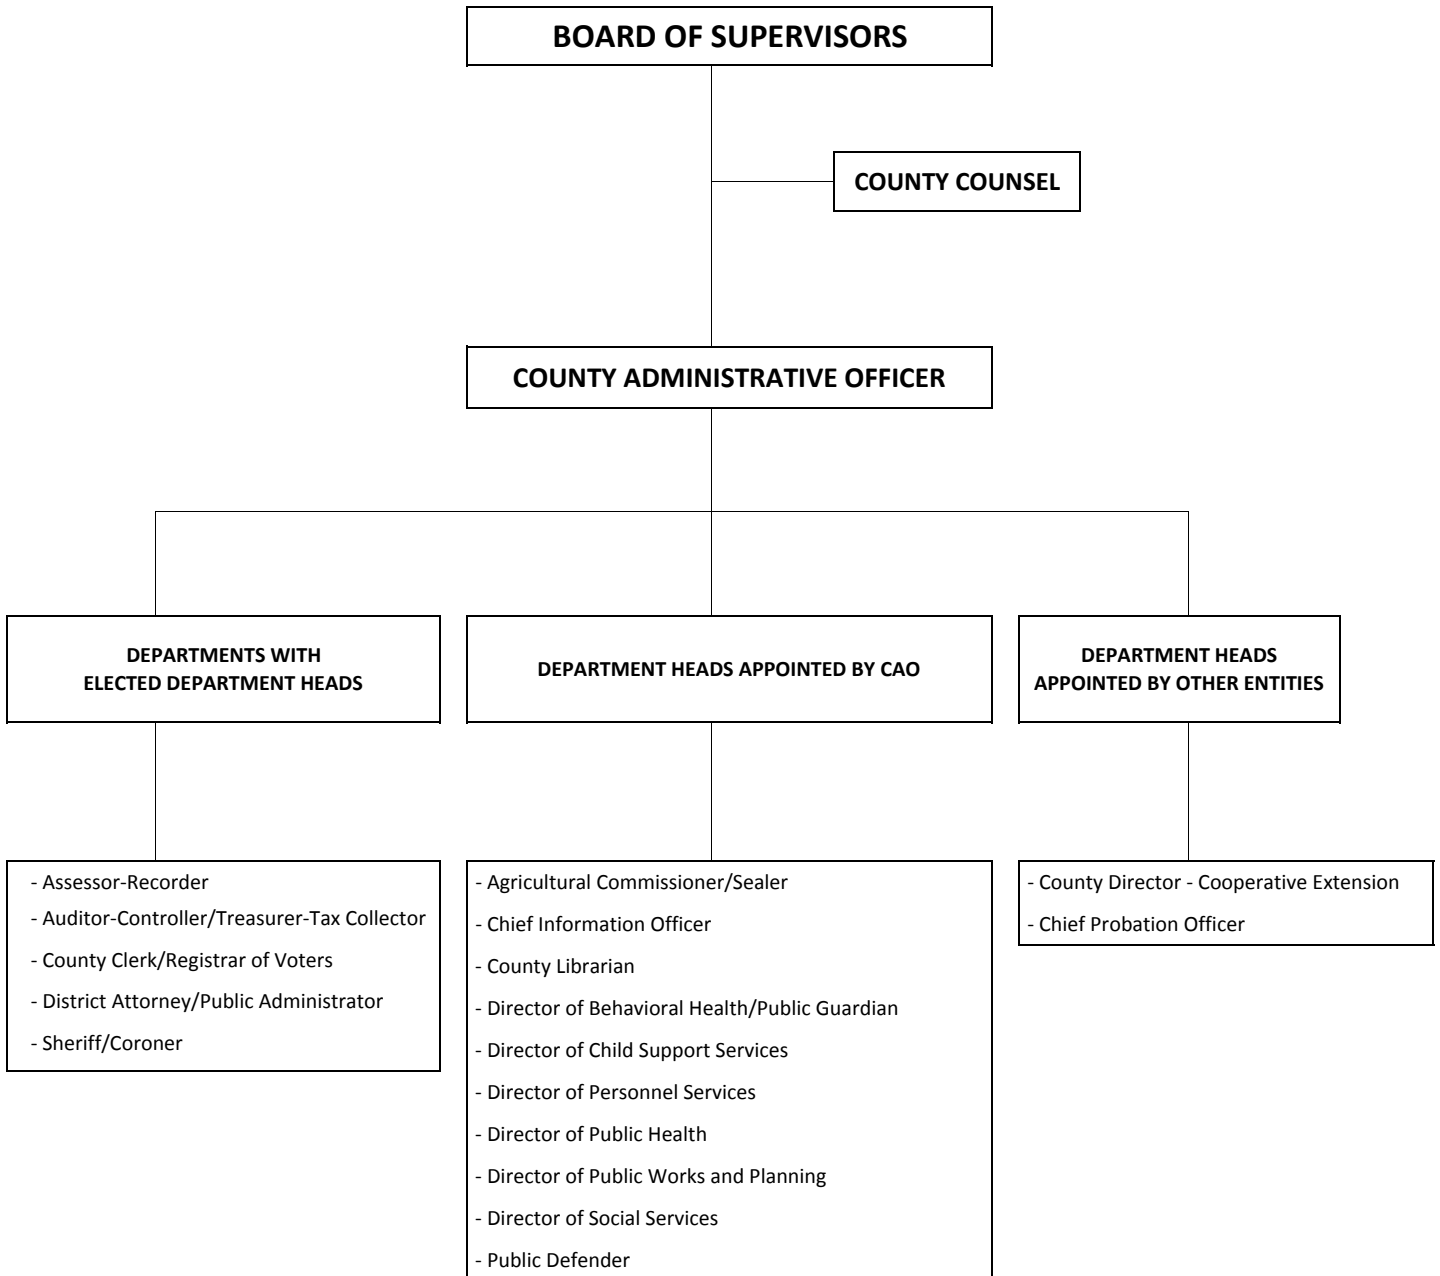 BOARD OF SUPERVISORS
COUNTY COUNSEL
COUNTY ADMINISTRATIVE OFFICER
DEPARTMENTS WITH
ELECTED DEPARTMENT HEADS
DEPARTMENT HEADS APPOINTED BY CAO
DEPARTMENT HEADS
APPOINTED BY OTHER ENTITIES
- Assessor-Recorder
- Auditor-Controller/Treasurer-Tax Collector
- County Clerk/Registrar of Voters
- District Attorney/Public Administrator
- Sheriff/Coroner
- Agricultural Commissioner/Sealer
- Chief Information Officer
- County Librarian
- Director of Behavioral Health/Public Guardian
- Director of Child Support Services
- Director of Personnel Services
- Director of Public Health
- Director of Public Works and Planning
- Director of Social Services
- Public Defender
- County Director - Cooperative Extension
- Chief Probation Officer